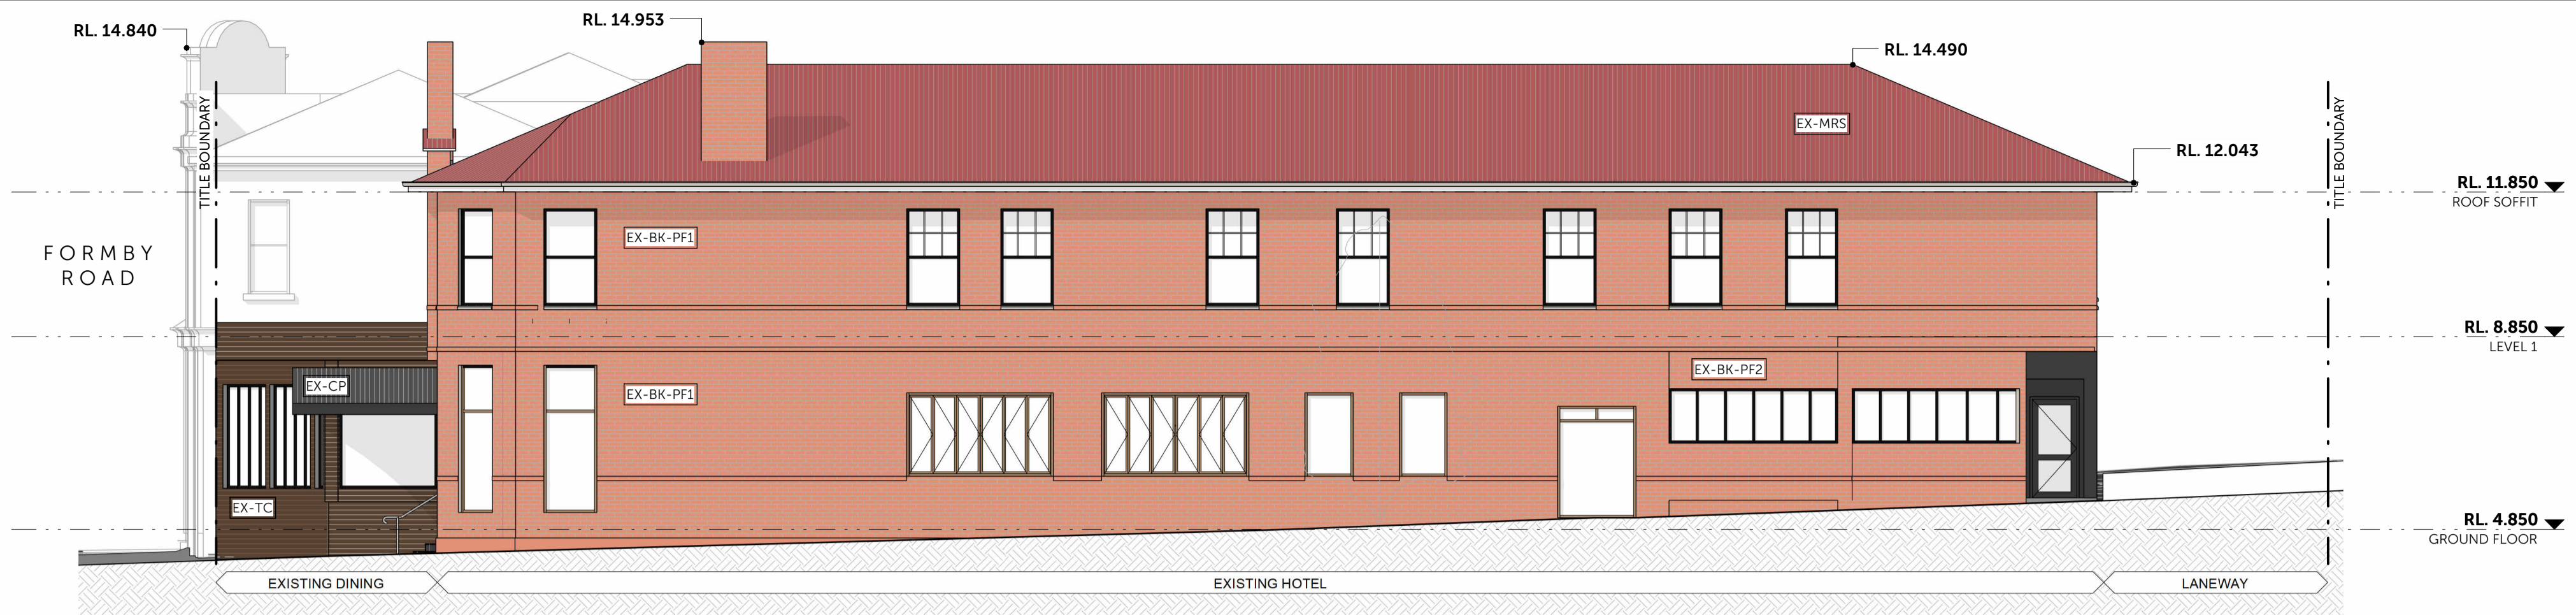 RL. 14.840
RL. 14.953
RL. 14.490
EX-MRS
TITLE BOUNDARY
TITLE BOUNDARY
RL. 12.043
RL. 11.850
ROOF SOFFIT
FORMBY
ROAD
EX-BK-PF1
RL. 8.850
LEVEL 1
EX-BK-PF2
EX-CP
EX-BK-PF1
EX-TC
RL. 4.850
GROUND FLOOR
EXISTING DINING
EXISTING HOTEL
LANEWAY